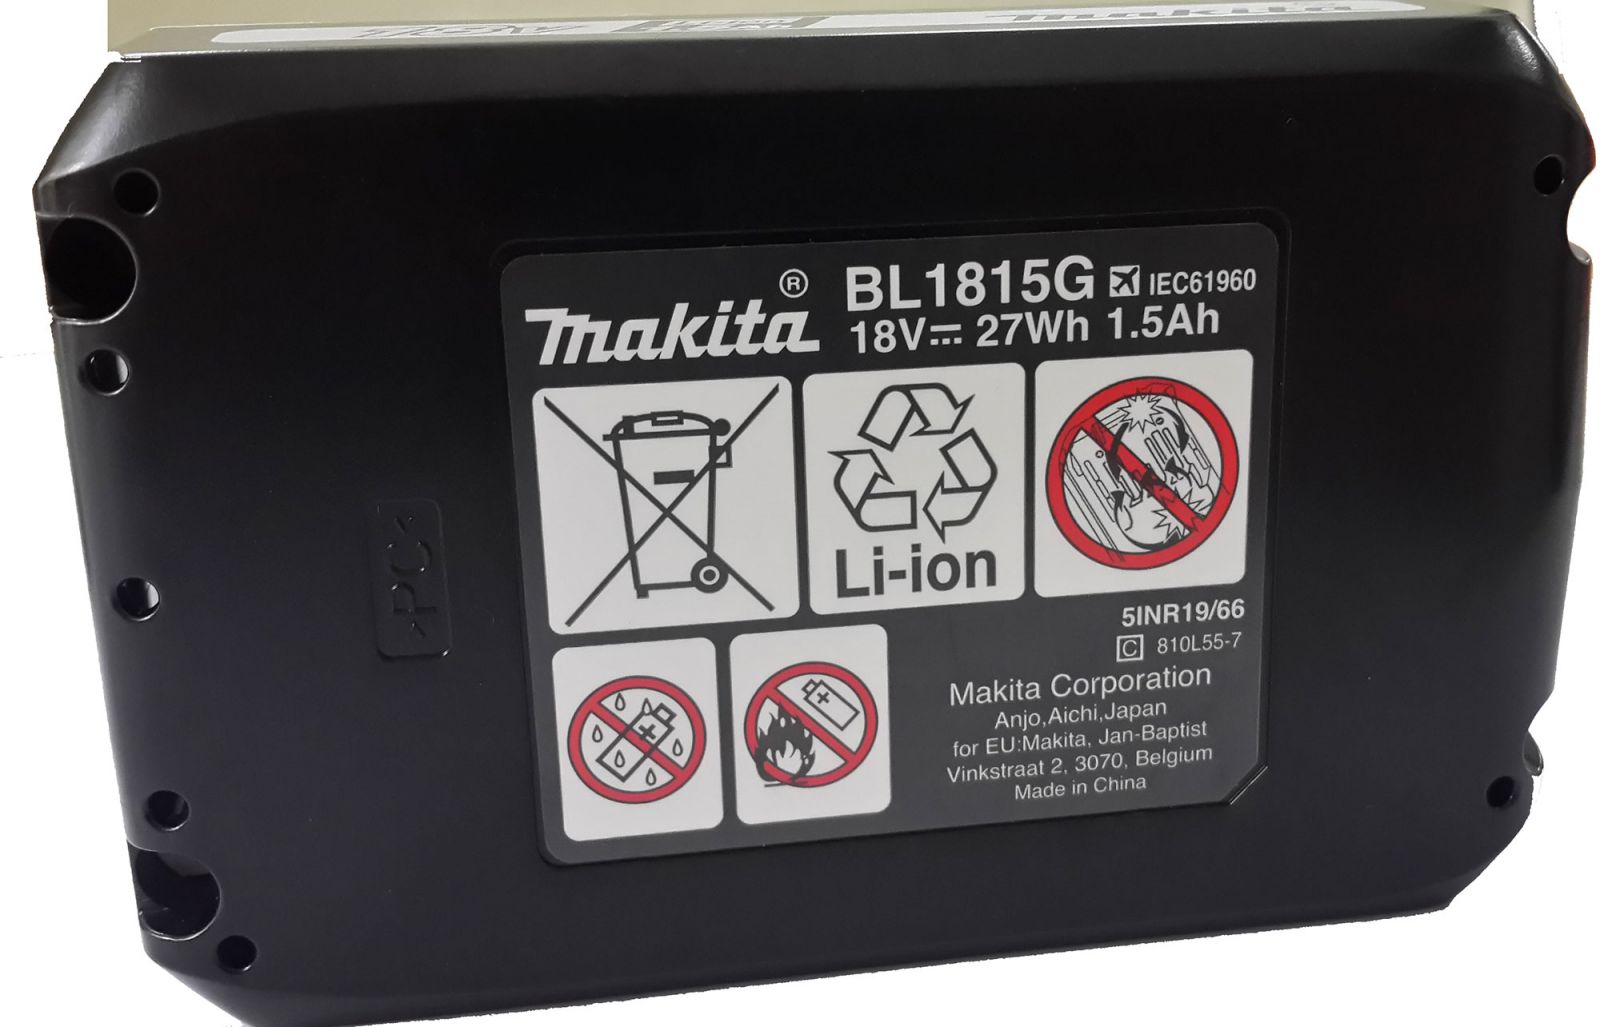 makita
makita®
BL1815G IEC61960
18V⎓ 27Wh 1.5Ah
Li-ion
>PC<
5INR19/66
C 810L55-7
Makita Corporation
Anjo,Aichi,Japan
for EU:Makita, Jan-Baptist
Vinkstraat 2, 3070, Belgium
Made in China